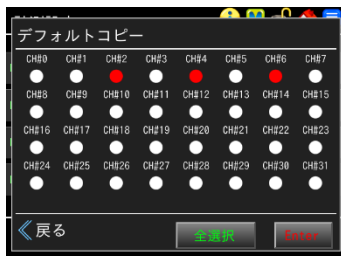 デフォルトコピー
CH#0 CH#1 CH#2 CH#3 CH#4 CH#5 CH#6 CH#7
CH#8 CH#9 CH#10 CH#11 CH#12 CH#13 CH#14 CH#15
CH#16 CH#17 CH#18 CH#19 CH#20 CH#21 CH#22 CH#23
CH#24 CH#25 CH#26 CH#27 CH#28 CH#29 CH#30 CH#31
戻る 全選択 Enter